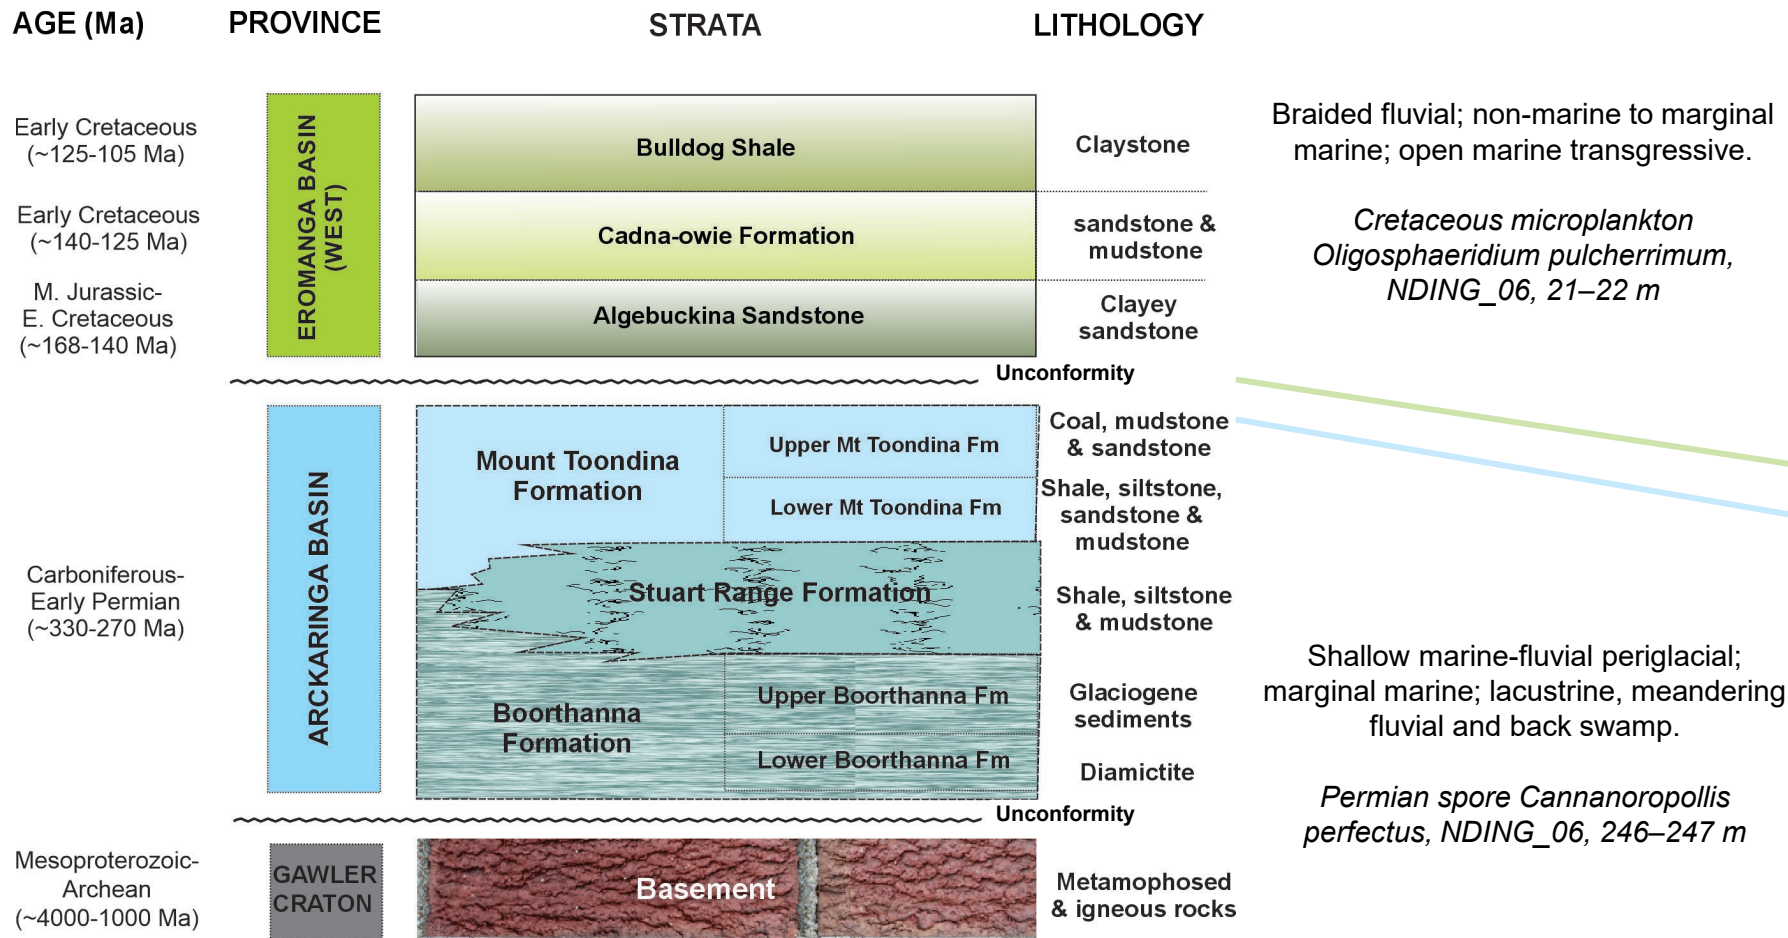 AGE (Ma)
PROVINCE
STRATA
LITHOLOGY
Early Cretaceous
(~125-105 Ma)
Early Cretaceous
(~140-125 Ma)
M. Jurassic-
E. Cretaceous
(~168-140 Ma)
EROMANGA BASIN
(WEST)
Bulldog Shale
Cadna-owie Formation
Algebuckina Sandstone
Claystone
sandstone &
mudstone
Clayey
sandstone
Braided fluvial; non-marine to marginal
marine; open marine transgressive.
Cretaceous microplankton
Oligosphaeridium pulcherrimum,
NDING_06, 21–22 m
Unconformity
Carboniferous-
Early Permian
(~330-270 Ma)
ARCKARINGA BASIN
Mount Toondina
Formation
Upper Mt Toondina Fm
Lower Mt Toondina Fm
Stuart Range Formation
Boorthanna
Formation
Upper Boorthanna Fm
Lower Boorthanna Fm
Coal, mudstone
& sandstone
Shale, siltstone,
sandstone &
mudstone
Shale, siltstone
& mudstone
Glaciogene
sediments
Diamictite
Shallow marine-fluvial periglacial;
marginal marine; lacustrine, meandering
fluvial and back swamp.
Permian spore Cannanoropollis
perfectus, NDING_06, 246–247 m
Unconformity
Mesoproterozoic-
Archean
(~4000-1000 Ma)
GAWLER
CRATON
Basement
Metamophosed
& igneous rocks